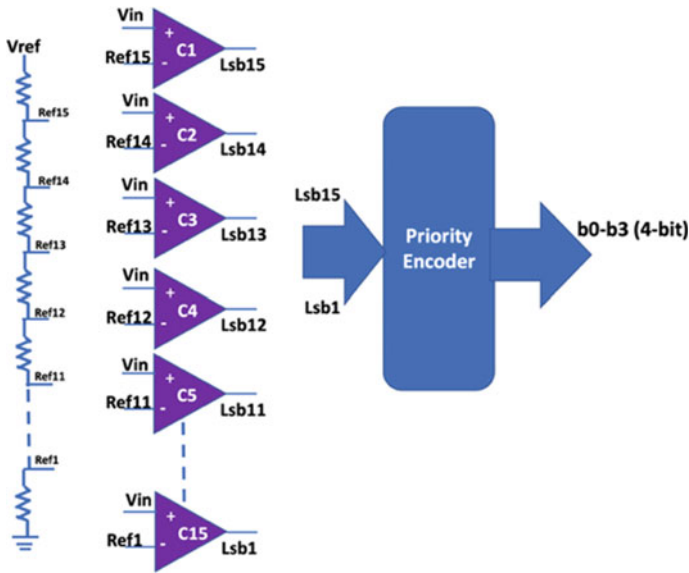 Vref
Ref15
Ref14
Ref13
Ref12
Ref11
Ref1
Vin
+
C1
Ref15
-
Lsb15
Vin
+
C2
Ref14
-
Lsb14
Vin
+
C3
Ref13
-
Lsb13
Vin
+
C4
Ref12
-
Lsb12
Vin
+
C5
Ref11
-
Lsb11
Vin
+
C15
Ref1
-
Lsb1
Lsb15
Lsb1
Priority
Encoder
b0-b3 (4-bit)